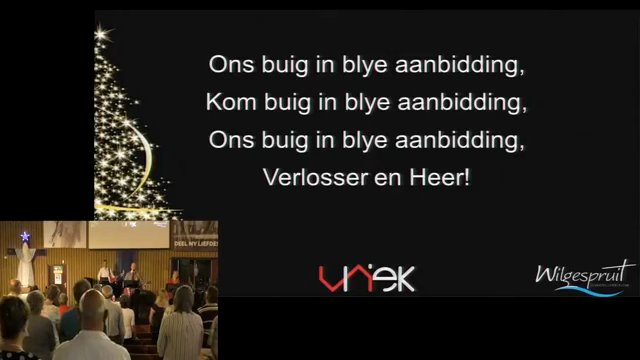 Ons buig in blye aanbidding,
Kom buig in blye aanbidding,
Ons buig in blye aanbidding,
Verlosser en Heer!
DEEL MY LIEFDE
uniek
Wilgespruit